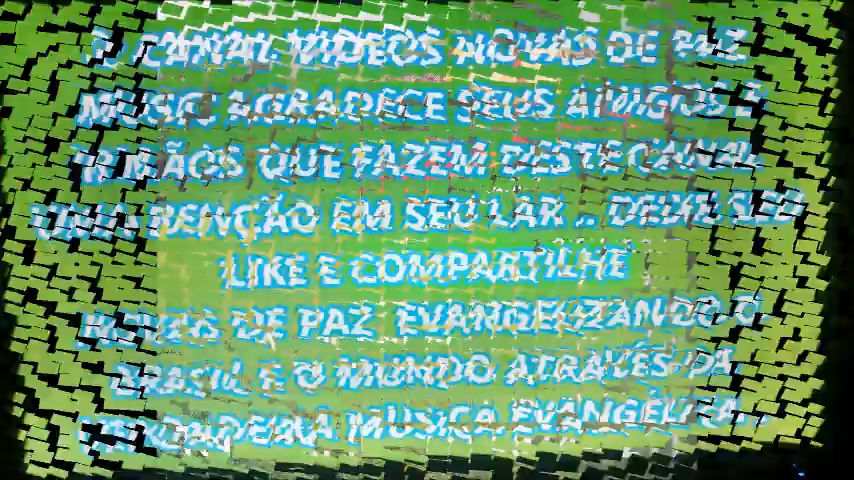 O CANAL VIDEOS NOVAS DE PAZ
MUSIC AGRADECE SEUS AMIGOS E
IRMÃOS QUE FAZEM DESTE CANAL
UMA BENÇÃO EM SEU LAR .. DEIXE SEU
LIKE E COMPARTILHE
DE PAZ EVANGELIZANDO O
BRASIL E O MUNDO ATRAVÉS DA
VERDADEIRA MUSICA EVANGÉLICA..